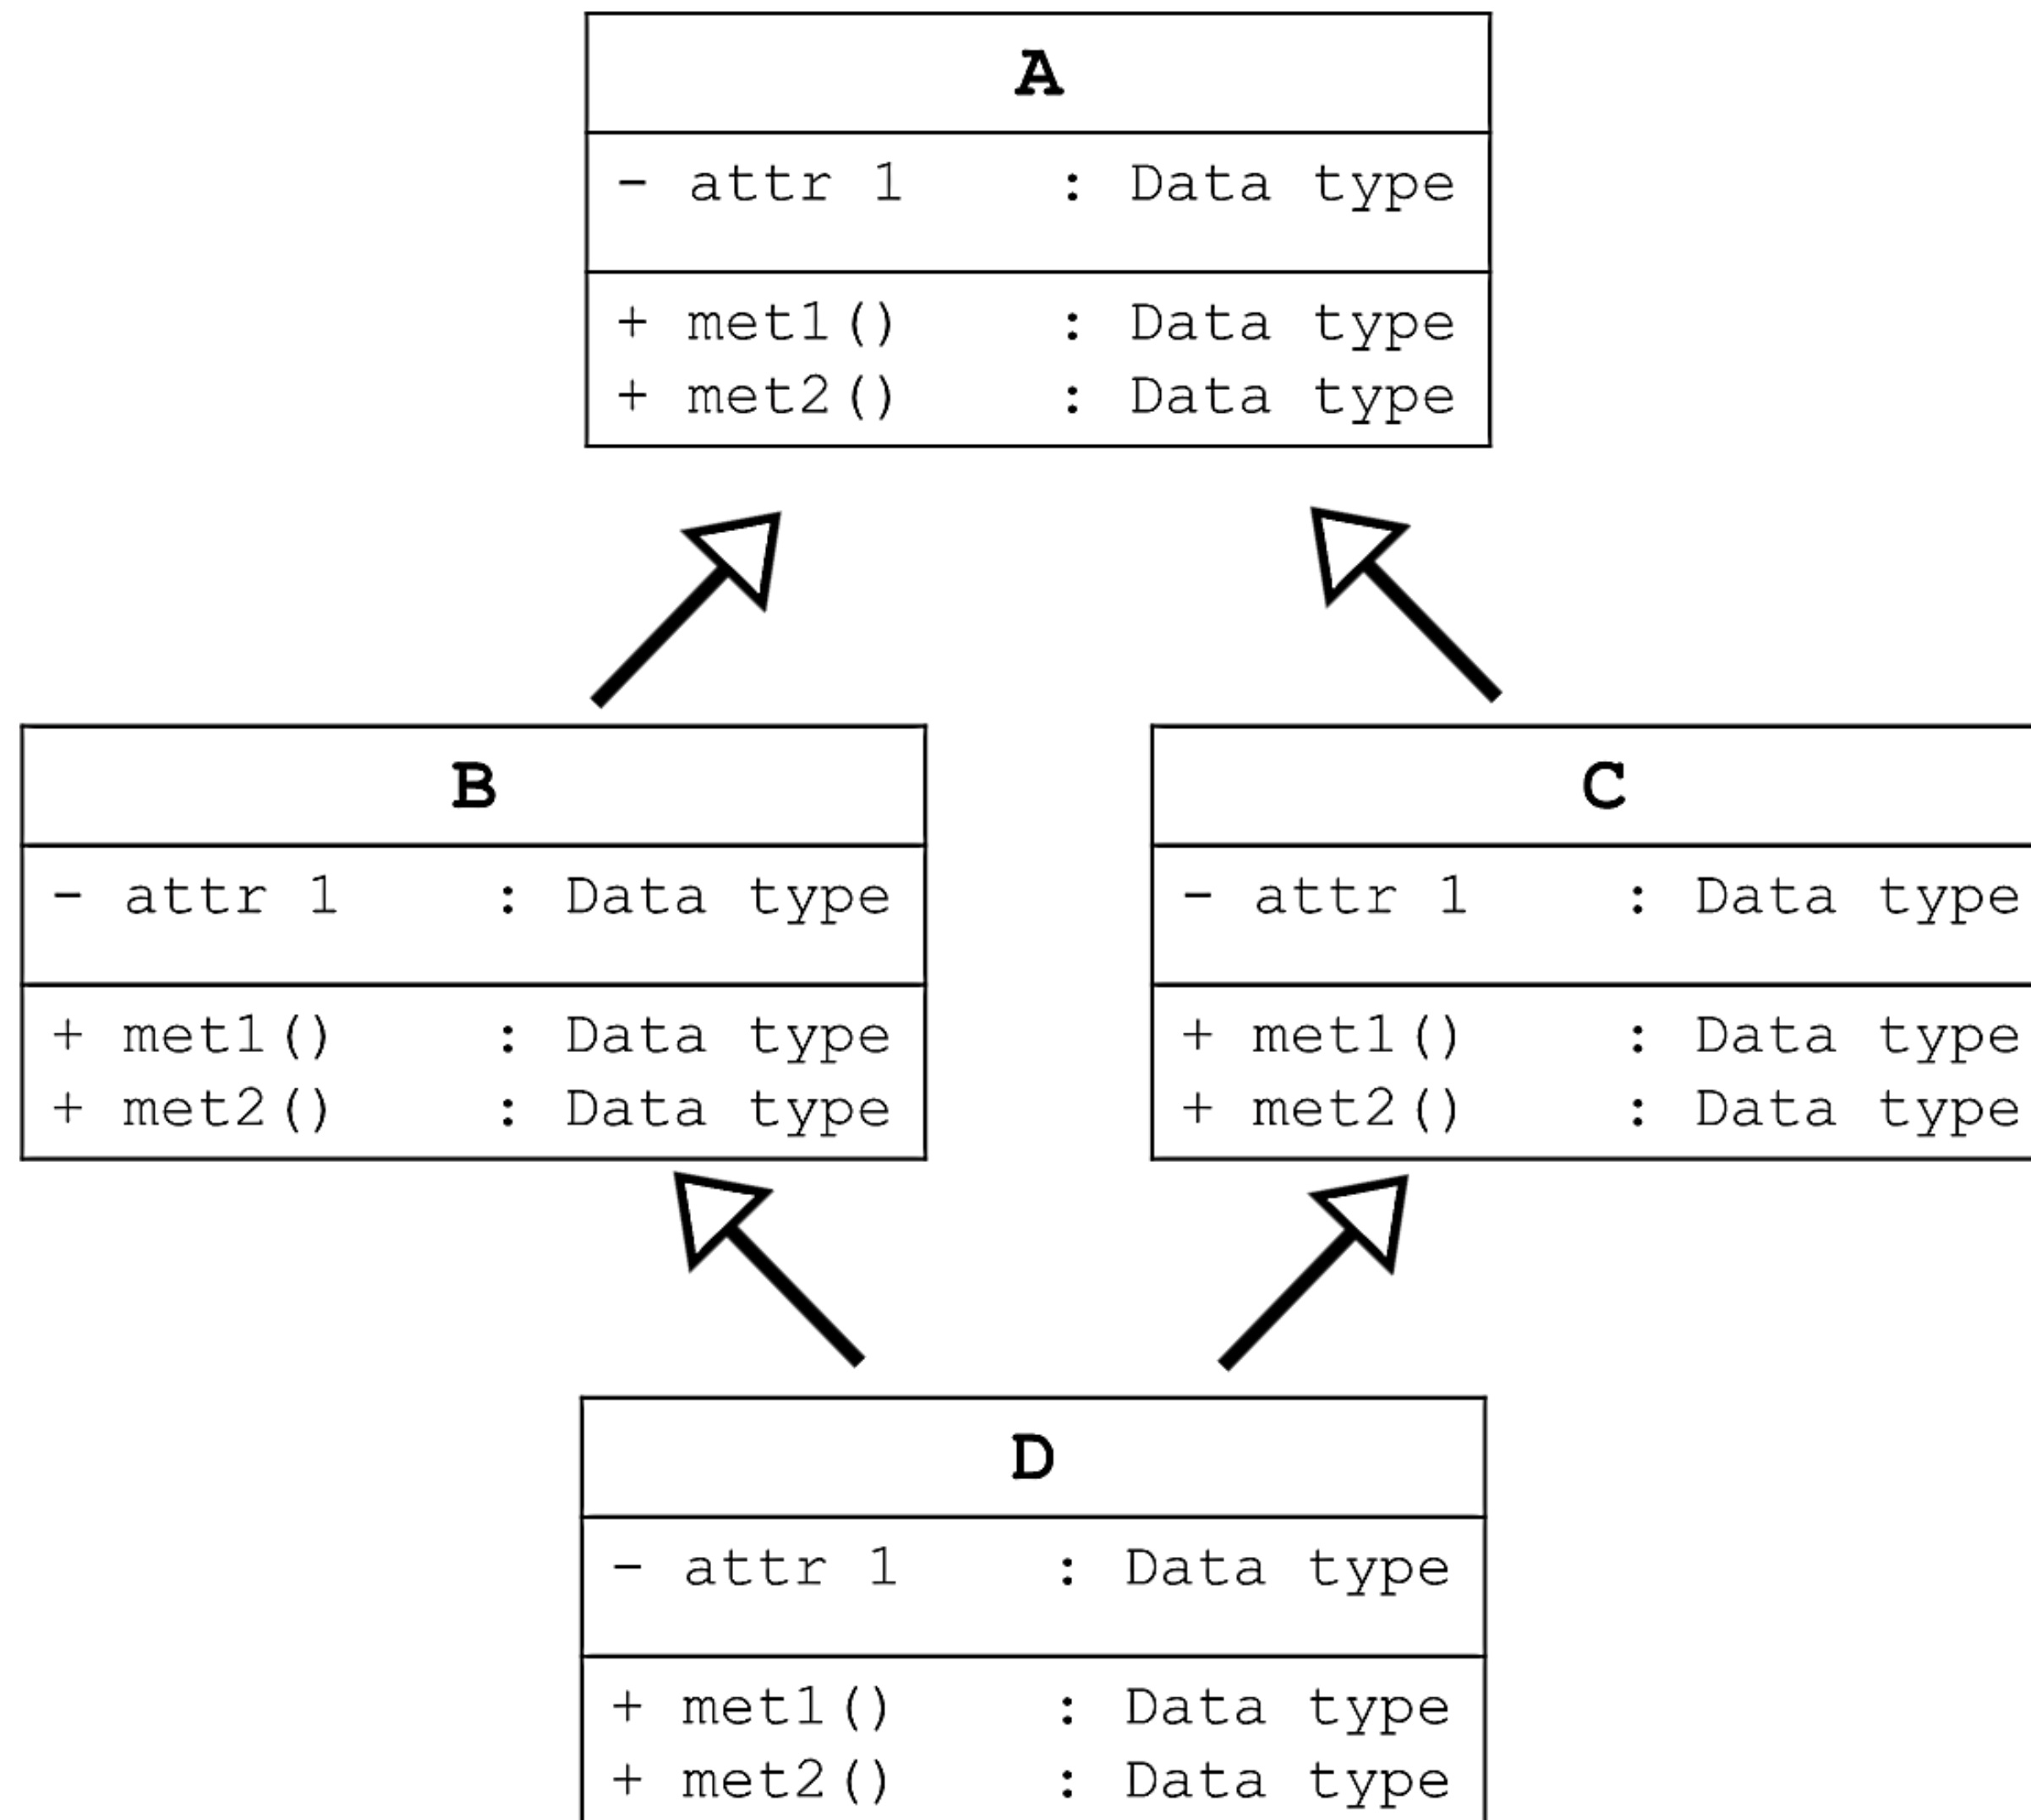 A
- attr 1 : Data type
+ met1() : Data type
+ met2() : Data type
B
- attr 1 : Data type
+ met1() : Data type
+ met2() : Data type
C
- attr 1 : Data type
+ met1() : Data type
+ met2() : Data type
D
- attr 1 : Data type
+ met1() : Data type
+ met2() : Data type